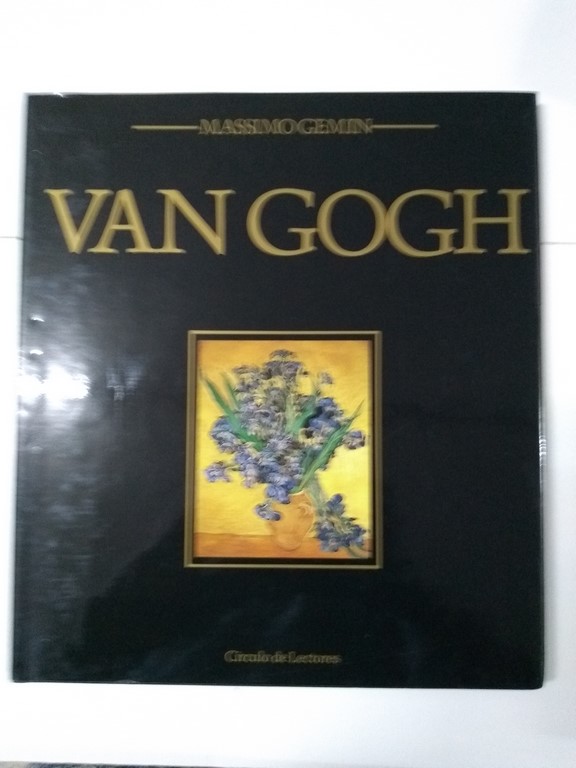 MASSIMO GEMIN
VAN GOGH
Círculo de Lectores